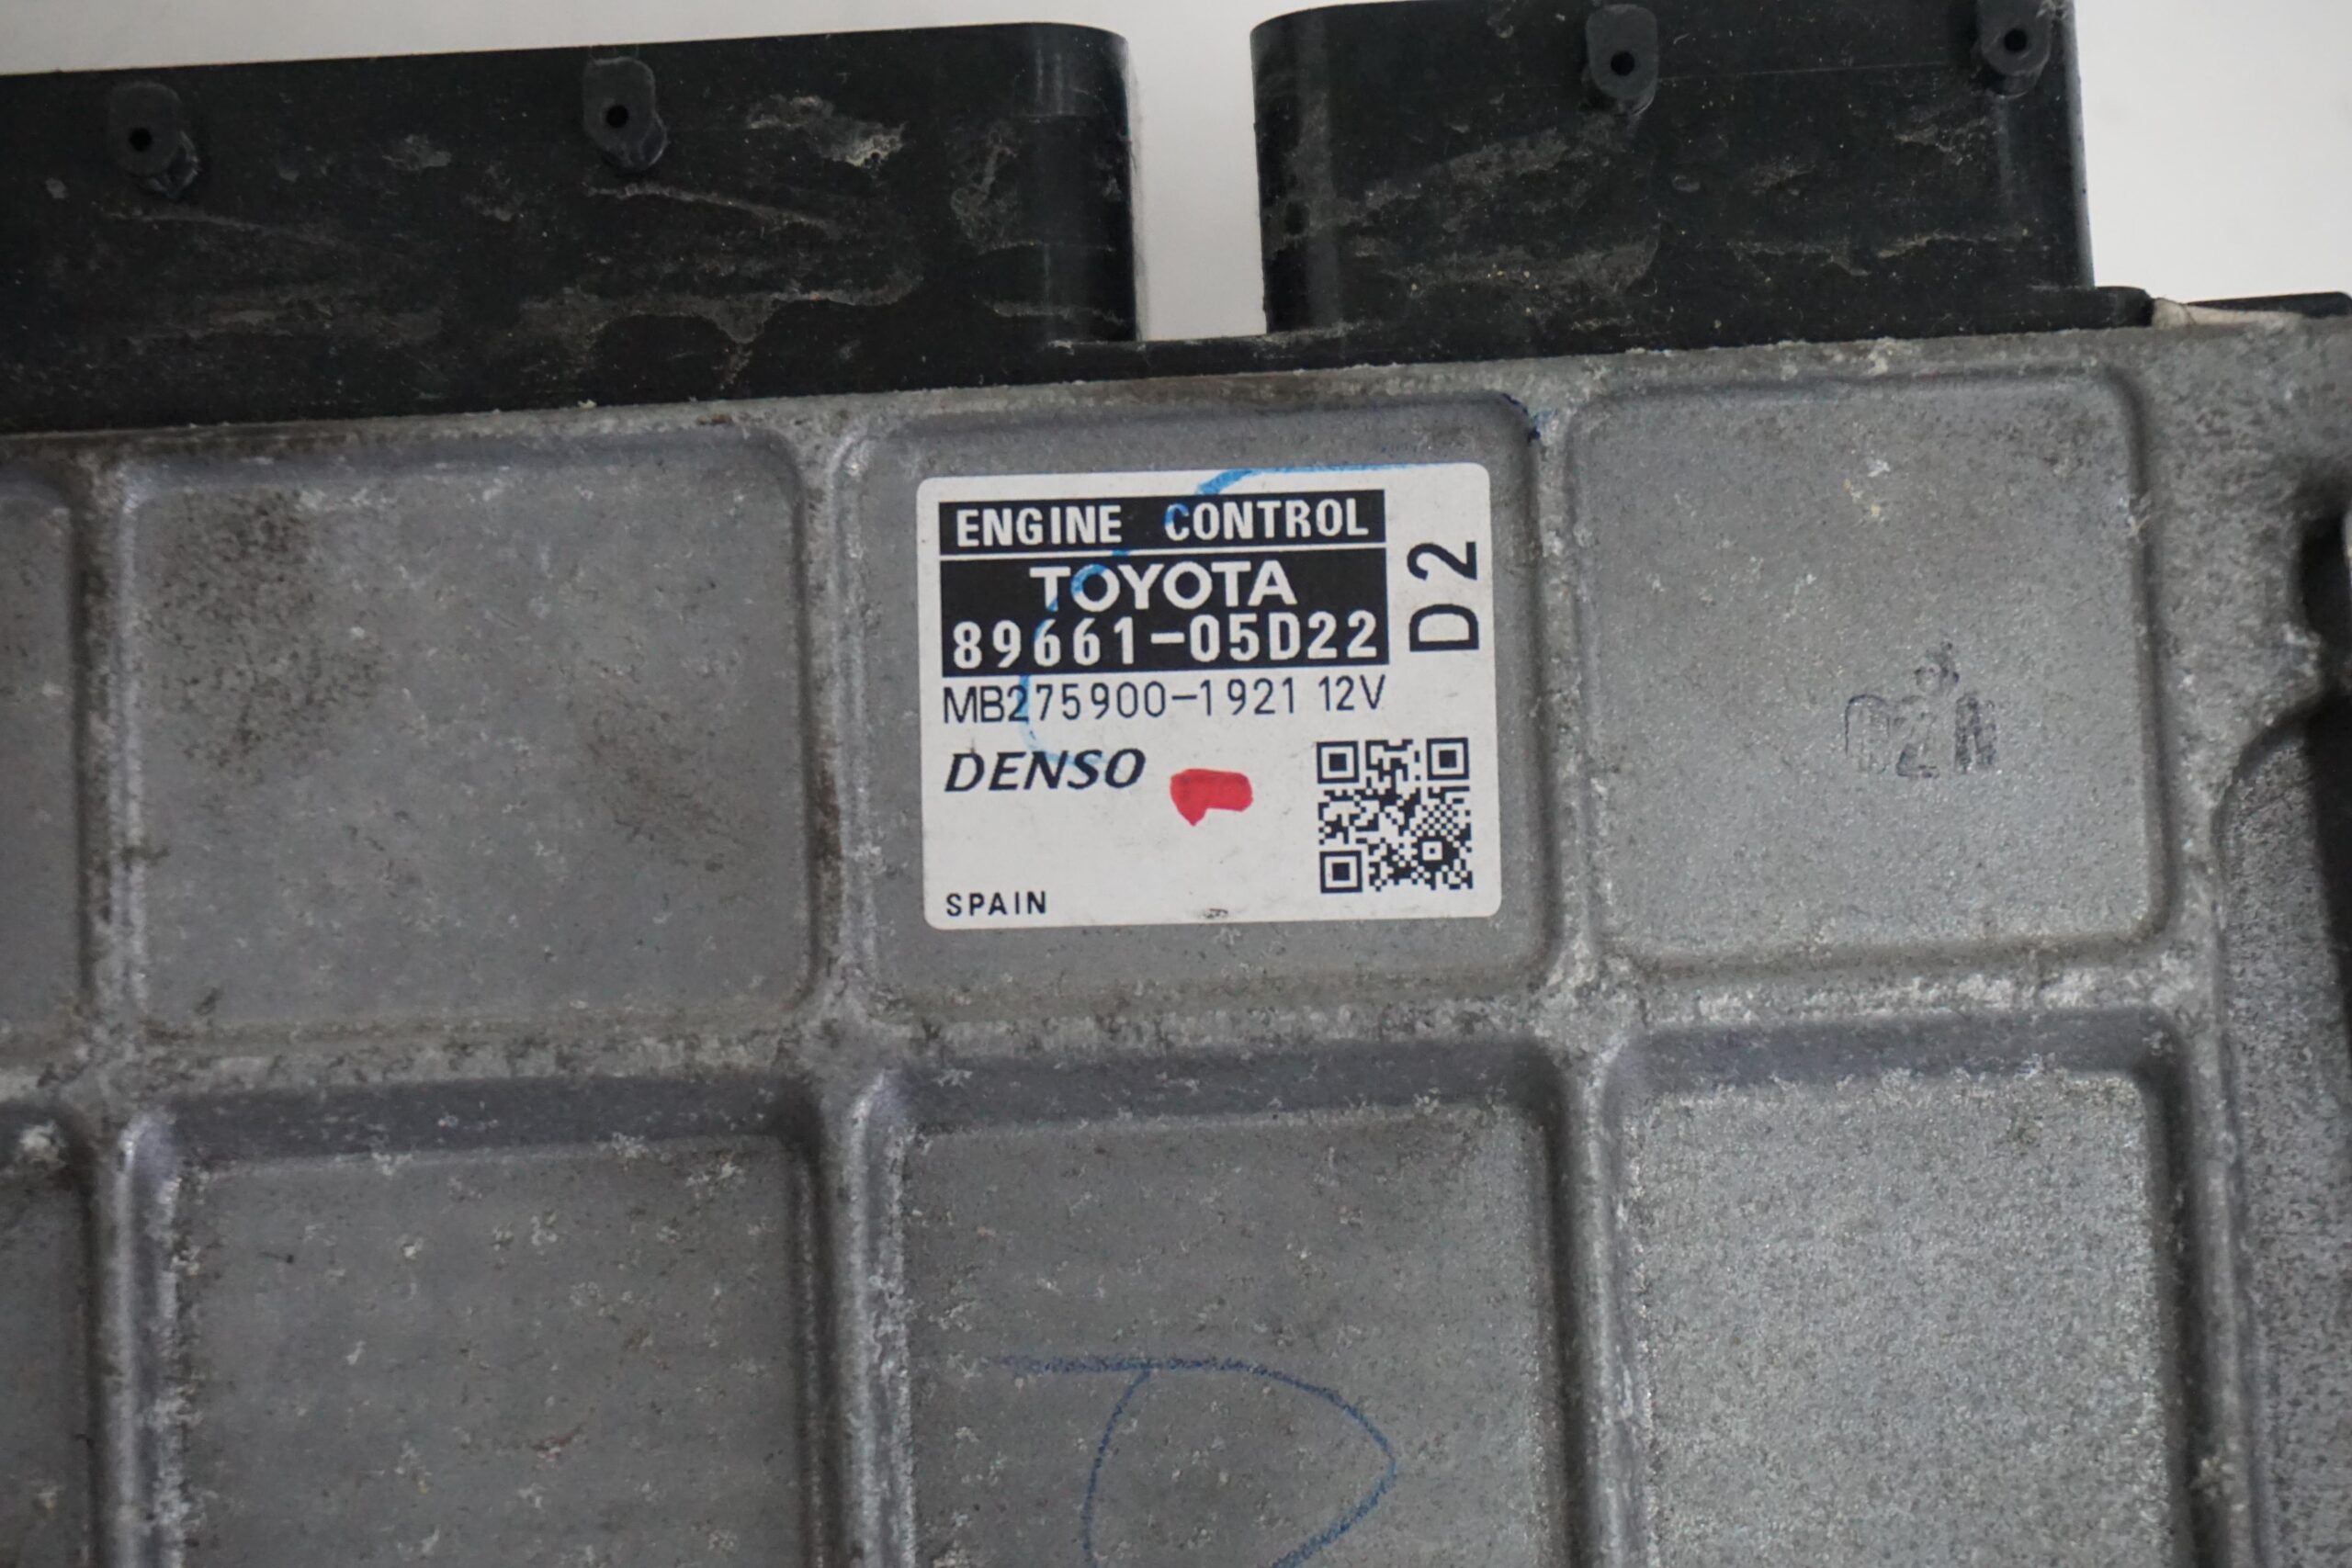 ENGINE CONTROL
TOYOTA
89661-05D22
D2
MB275900-1921 12V
DENSO
SPAIN